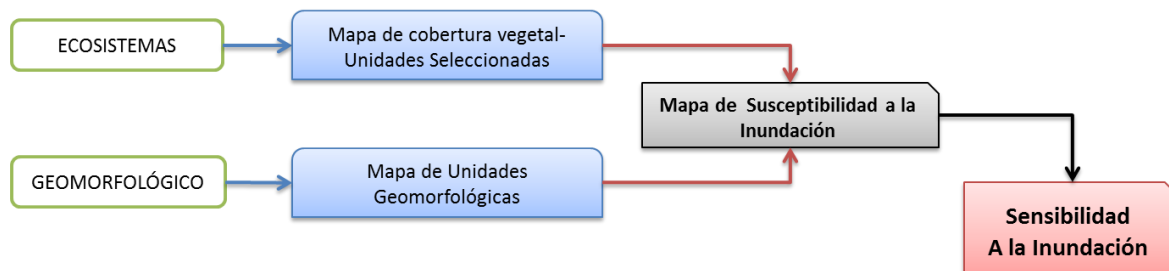 ECOSISTEMAS
Mapa de cobertura vegetal-
Unidades Seleccionadas
Mapa de Susceptibilidad a la
Inundación
GEOMORFOLÓGICO
Mapa de Unidades
Geomorfológicas
Sensibilidad
A la Inundación